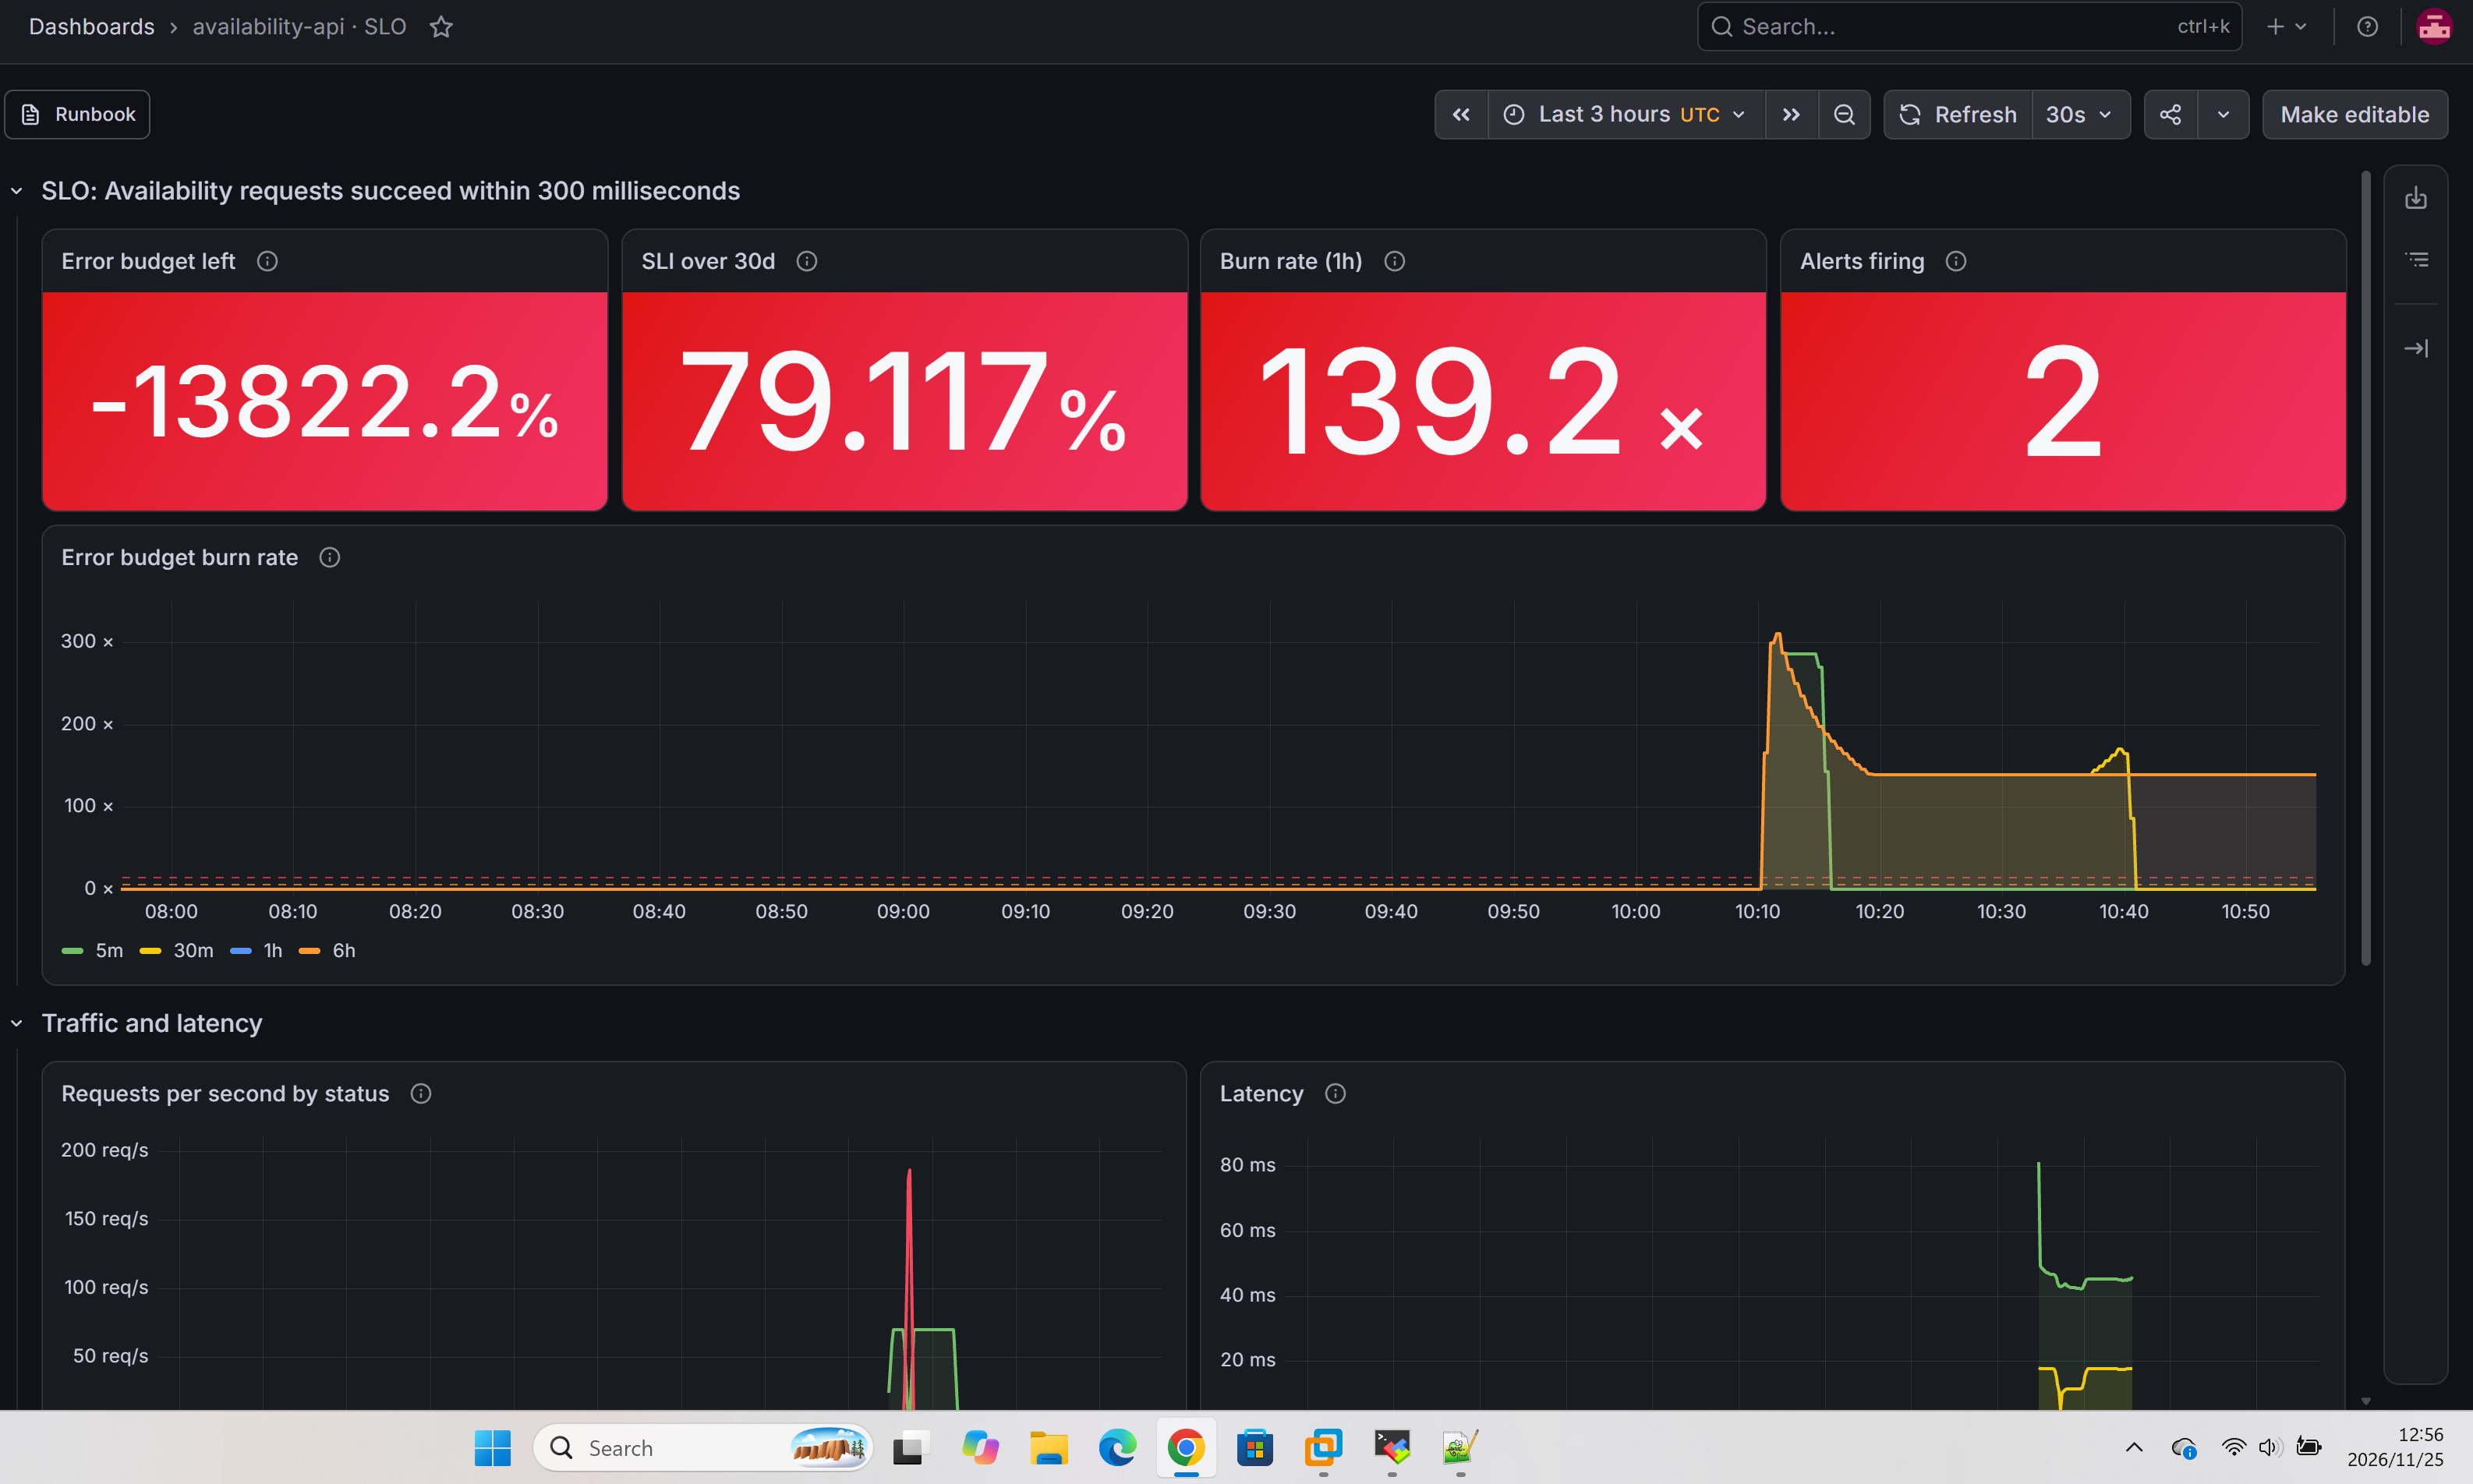 Dashboards › availability-api · SLO
Search... ctrl+k
Runbook
Last 3 hours UTC
Refresh 30s
Make editable
SLO: Availability requests succeed within 300 milliseconds
Error budget left
-13822.2%
SLI over 30d
79.117%
Burn rate (1h)
139.2 ×
Alerts firing
2
Error budget burn rate
300 ×
200 ×
100 ×
0 ×
08:00 08:10 08:20 08:30 08:40 08:50 09:00 09:10 09:20 09:30 09:40 09:50 10:00 10:10 10:20 10:30 10:40 10:50
5m 30m 1h 6h
Traffic and latency
Requests per second by status
200 req/s
150 req/s
100 req/s
50 req/s
Latency
80 ms
60 ms
40 ms
20 ms
Search
12:56
2026/11/25